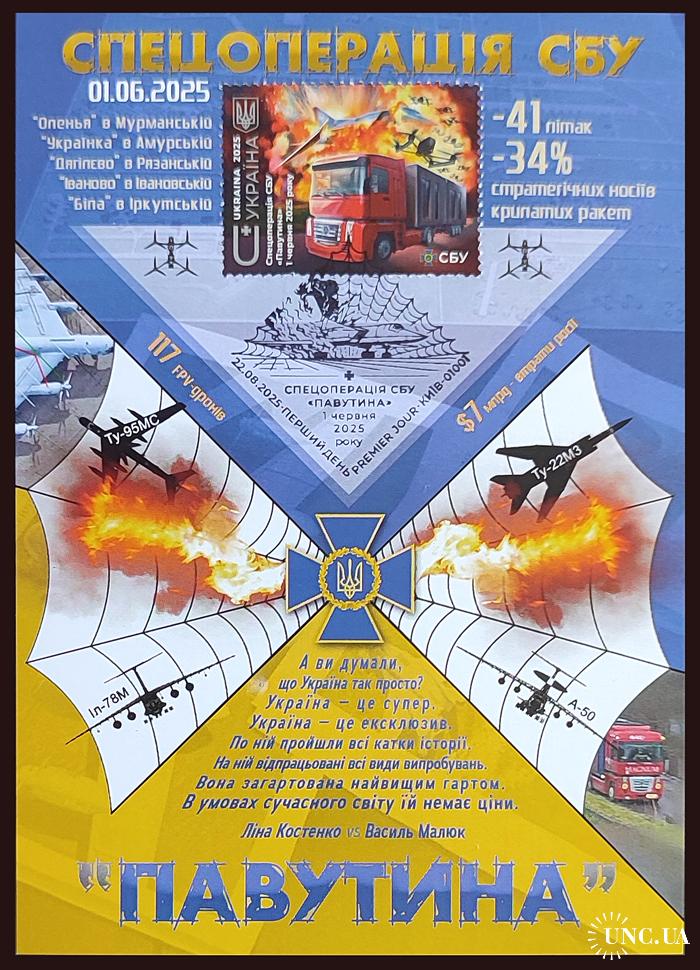 СПЕЦОПЕРАЦІЯ СБУ
01.06.2025
"Оленья" в Мурманській
"Українка" в Амурській
"Дягілєво" в Рязанській
"Іваново" в Івановській
"Біла" в Іркутській
UKRAINA, 2025
УКРАЇНА
Спецоперація СБУ
«Павутина»
1 червня 2025 року
U
СБУ
-41 літак
-34%
стратегічних носіїв
крилатих ракет
117 FPV-дронів
$7 млрд - втрати росії
СПЕЦОПЕРАЦІЯ СБУ
«ПАВУТИНА»
1 червня
2025
року
22.08.2025·ПЕРШИЙ ДЕНЬ PREMIER JOUR·КИЇВ-01001
Ту-95МС
Ту-22М3
Іл-78М
А-50
MAGNUM
А ви думали,
що Україна так просто?
Україна – це супер.
Україна – це ексклюзив.
По ній пройшли всі катки історії.
На ній відпрацьовані всі види випробувань.
Вона загартована найвищим гартом.
В умовах сучасного світу їй немає ціни.
Ліна Костенко vs Василь Малюк
"ПАВУТИНА"
UNC.UA